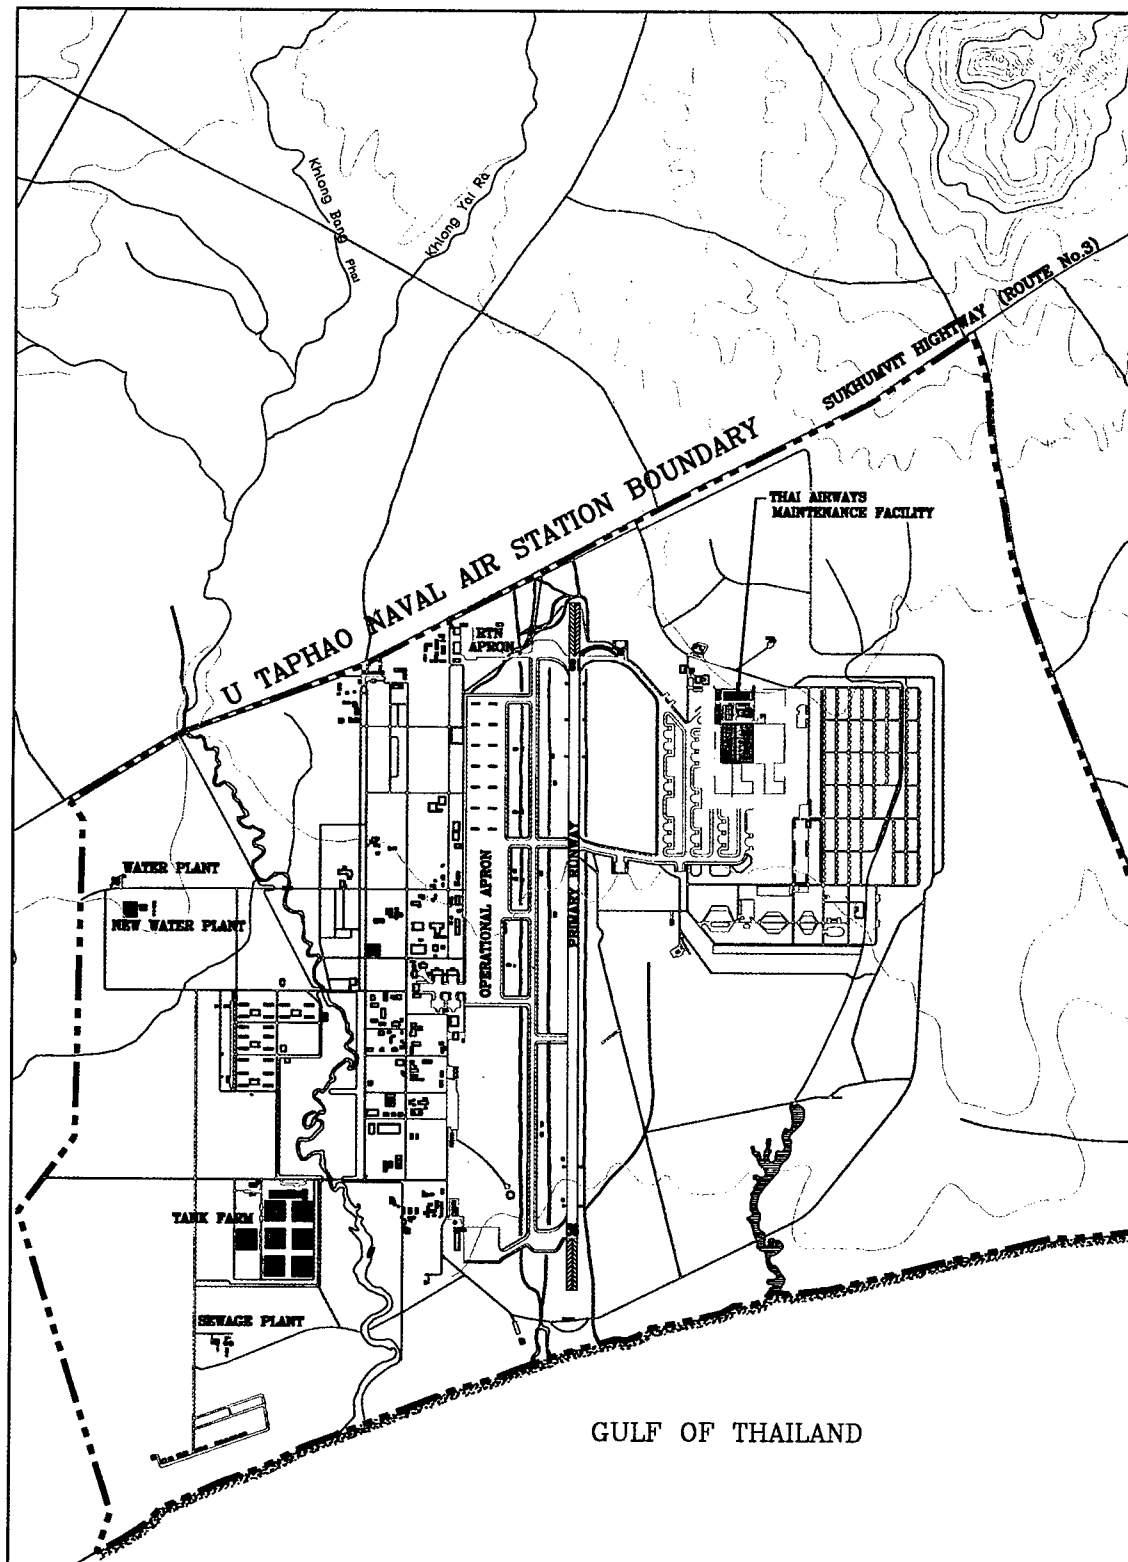 Khlong Bang Phai
Khlong Yai Ra
SUKHUMVIT HIGHTWAY (ROUTE No.3)
U TAPHAO NAVAL AIR STATION BOUNDARY
THAI AIRWAYS
MAINTENANCE FACILITY
RTN
APRON
OPERATIONAL APRON
PRIMARY RUNWAY
WATER PLANT
NEW WATER PLANT
TANK FARM
SEWAGE PLANT
GULF OF THAILAND